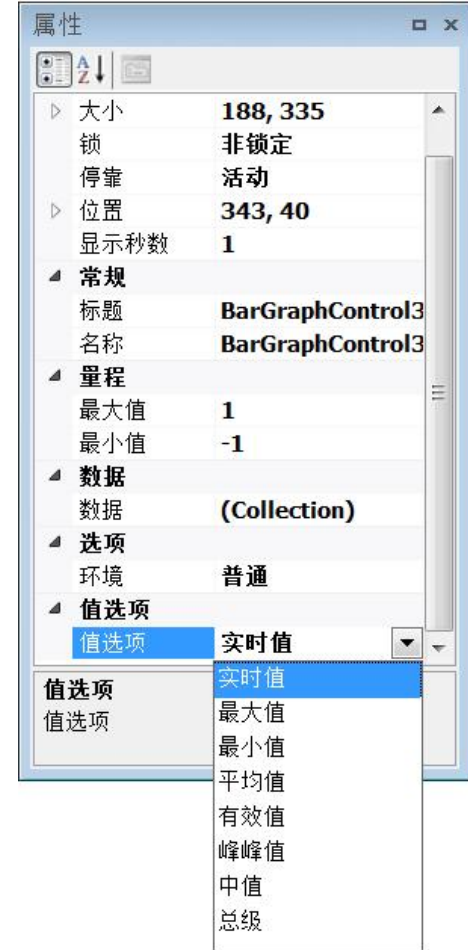 属性
大小 188, 335
锁 非锁定
停靠 活动
位置 343, 40
显示秒数 1
常规
标题 BarGraphControl3
名称 BarGraphControl3
量程
最大值 1
最小值 -1
数据
数据 (Collection)
选项
环境 普通
值选项
值选项 实时值
值选项
值选项
实时值
最大值
最小值
平均值
有效值
峰峰值
中值
总级